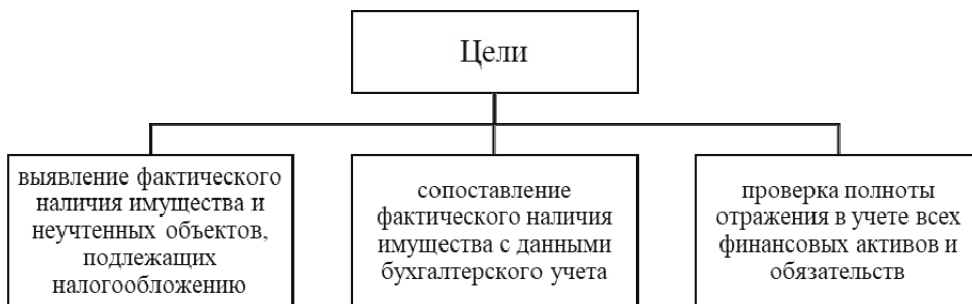 Цели
выявление фактического
наличия имущества и
неучтенных объектов,
подлежащих
налогообложению
сопоставление
фактического наличия
имущества с данными
бухгалтерского учета
проверка полноты
отражения в учете всех
финансовых активов и
обязательств